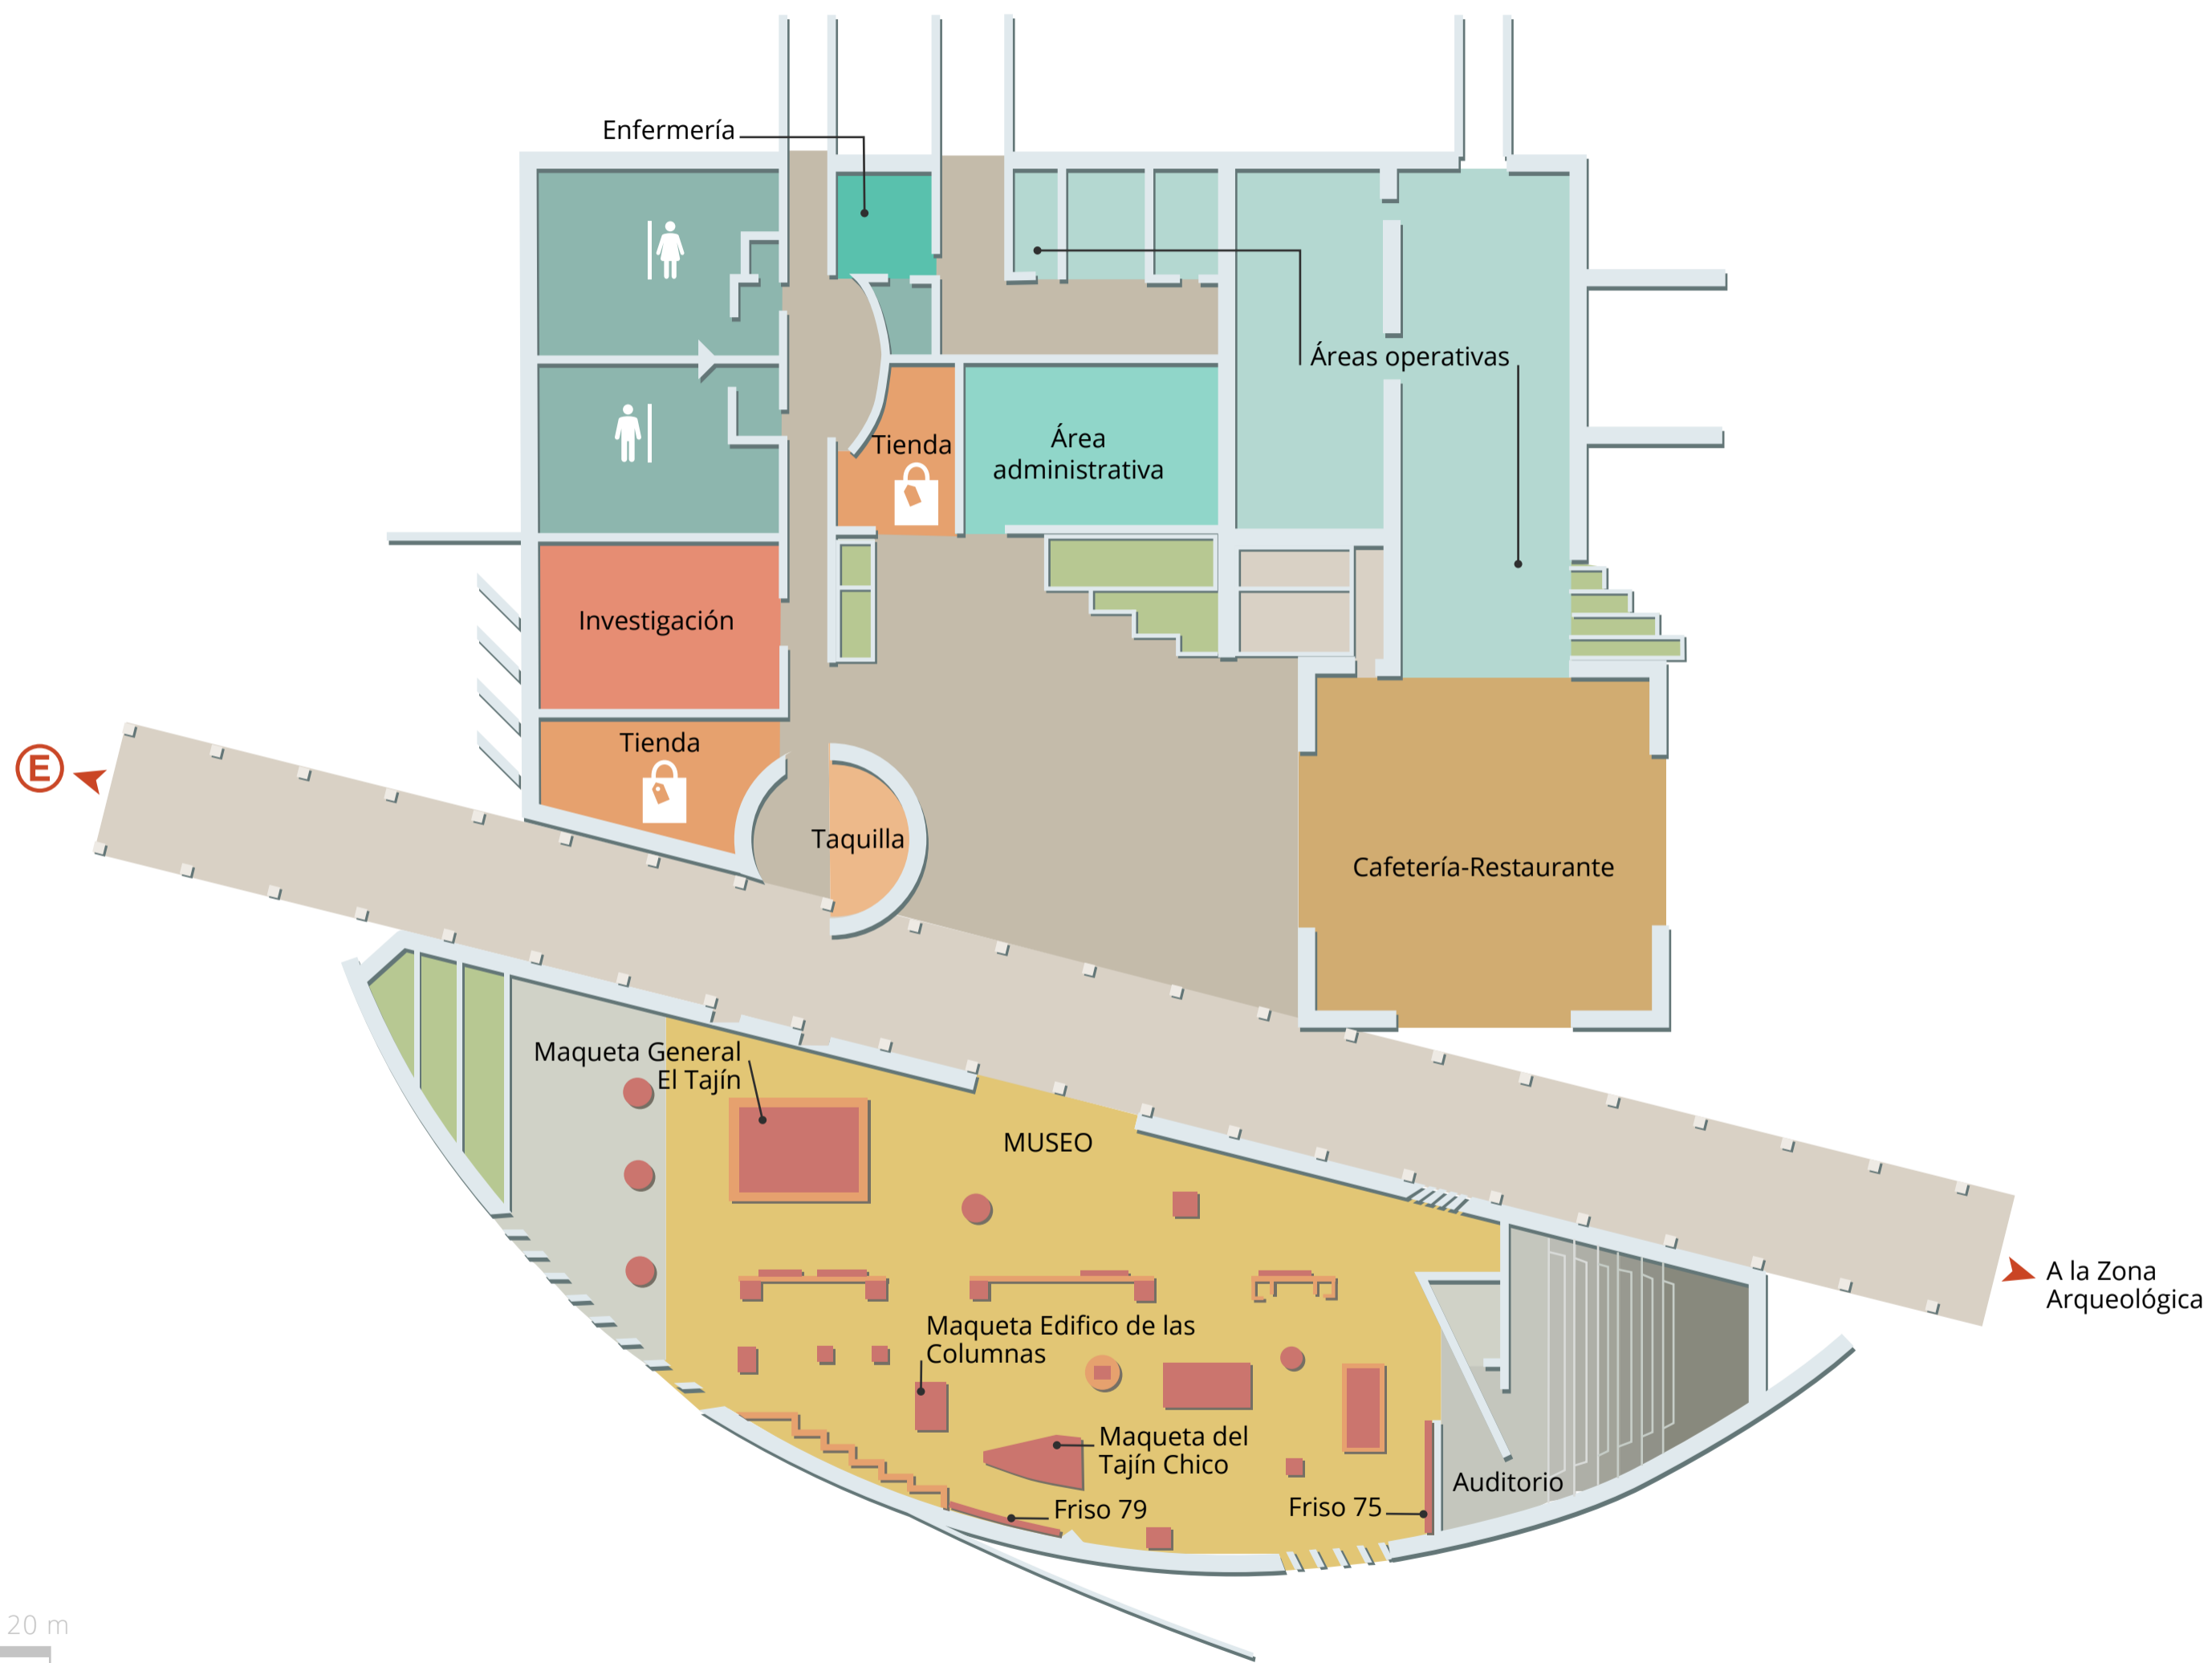 Enfermería
Áreas operativas
Tienda
Área
administrativa
Investigación
Tienda
E
Taquilla
Cafetería-Restaurante
Maqueta General
El Tajín
MUSEO
A la Zona
Arqueológica
Maqueta Edifico de las
Columnas
Maqueta del
Tajín Chico
Auditorio
Friso 79
Friso 75
20 m